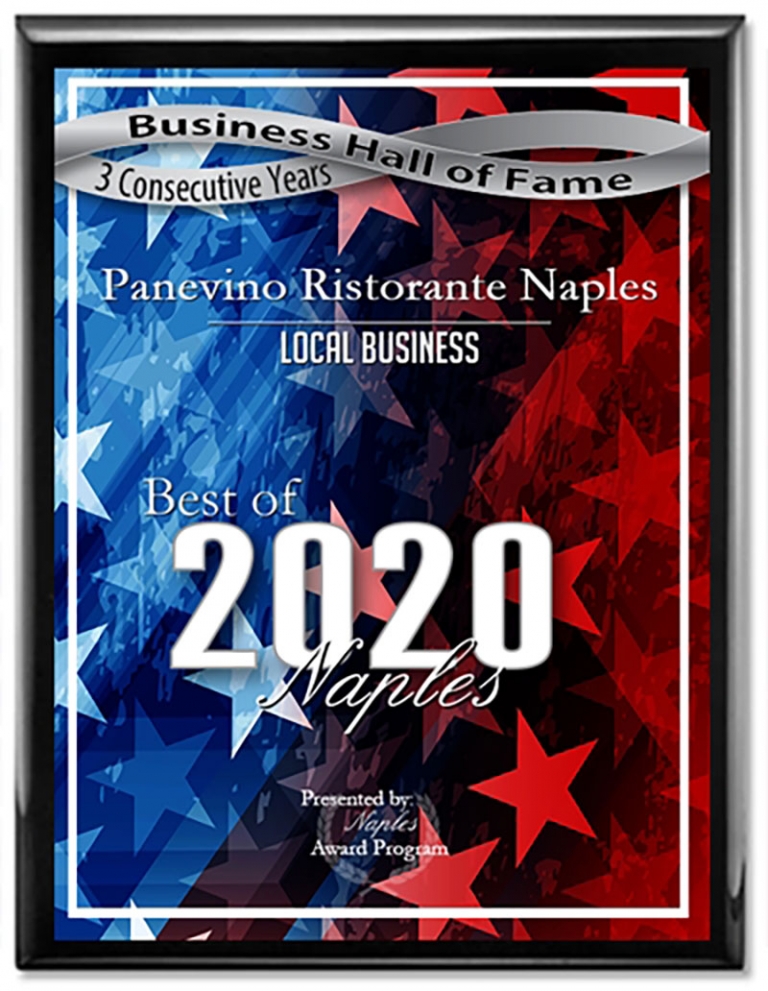 Business Hall of Fame
3 Consecutive Years
Panevino Ristorante Naples
LOCAL BUSINESS
Best of
2020
Naples
Presented by:
Naples
Award Program